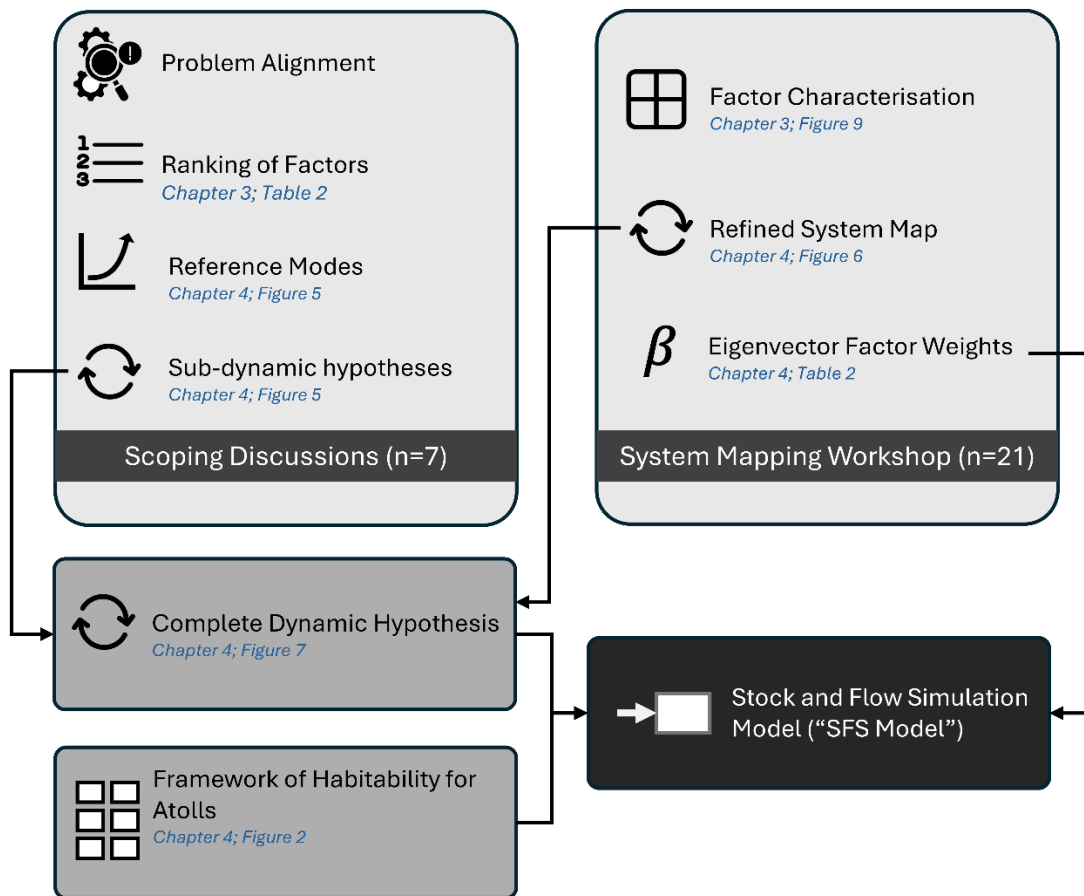 Problem Alignment
1
2
3
Ranking of Factors
Chapter 3; Table 2
Reference Modes
Chapter 4; Figure 5
Sub-dynamic hypotheses
Chapter 4; Figure 5
Scoping Discussions (n=7)
Factor Characterisation
Chapter 3; Figure 9
Refined System Map
Chapter 4; Figure 6
β
Eigenvector Factor Weights
Chapter 4; Table 2
System Mapping Workshop (n=21)
Complete Dynamic Hypothesis
Chapter 4; Figure 7
Framework of Habitability for
Atolls
Chapter 4; Figure 2
Stock and Flow Simulation
Model (“SFS Model”)